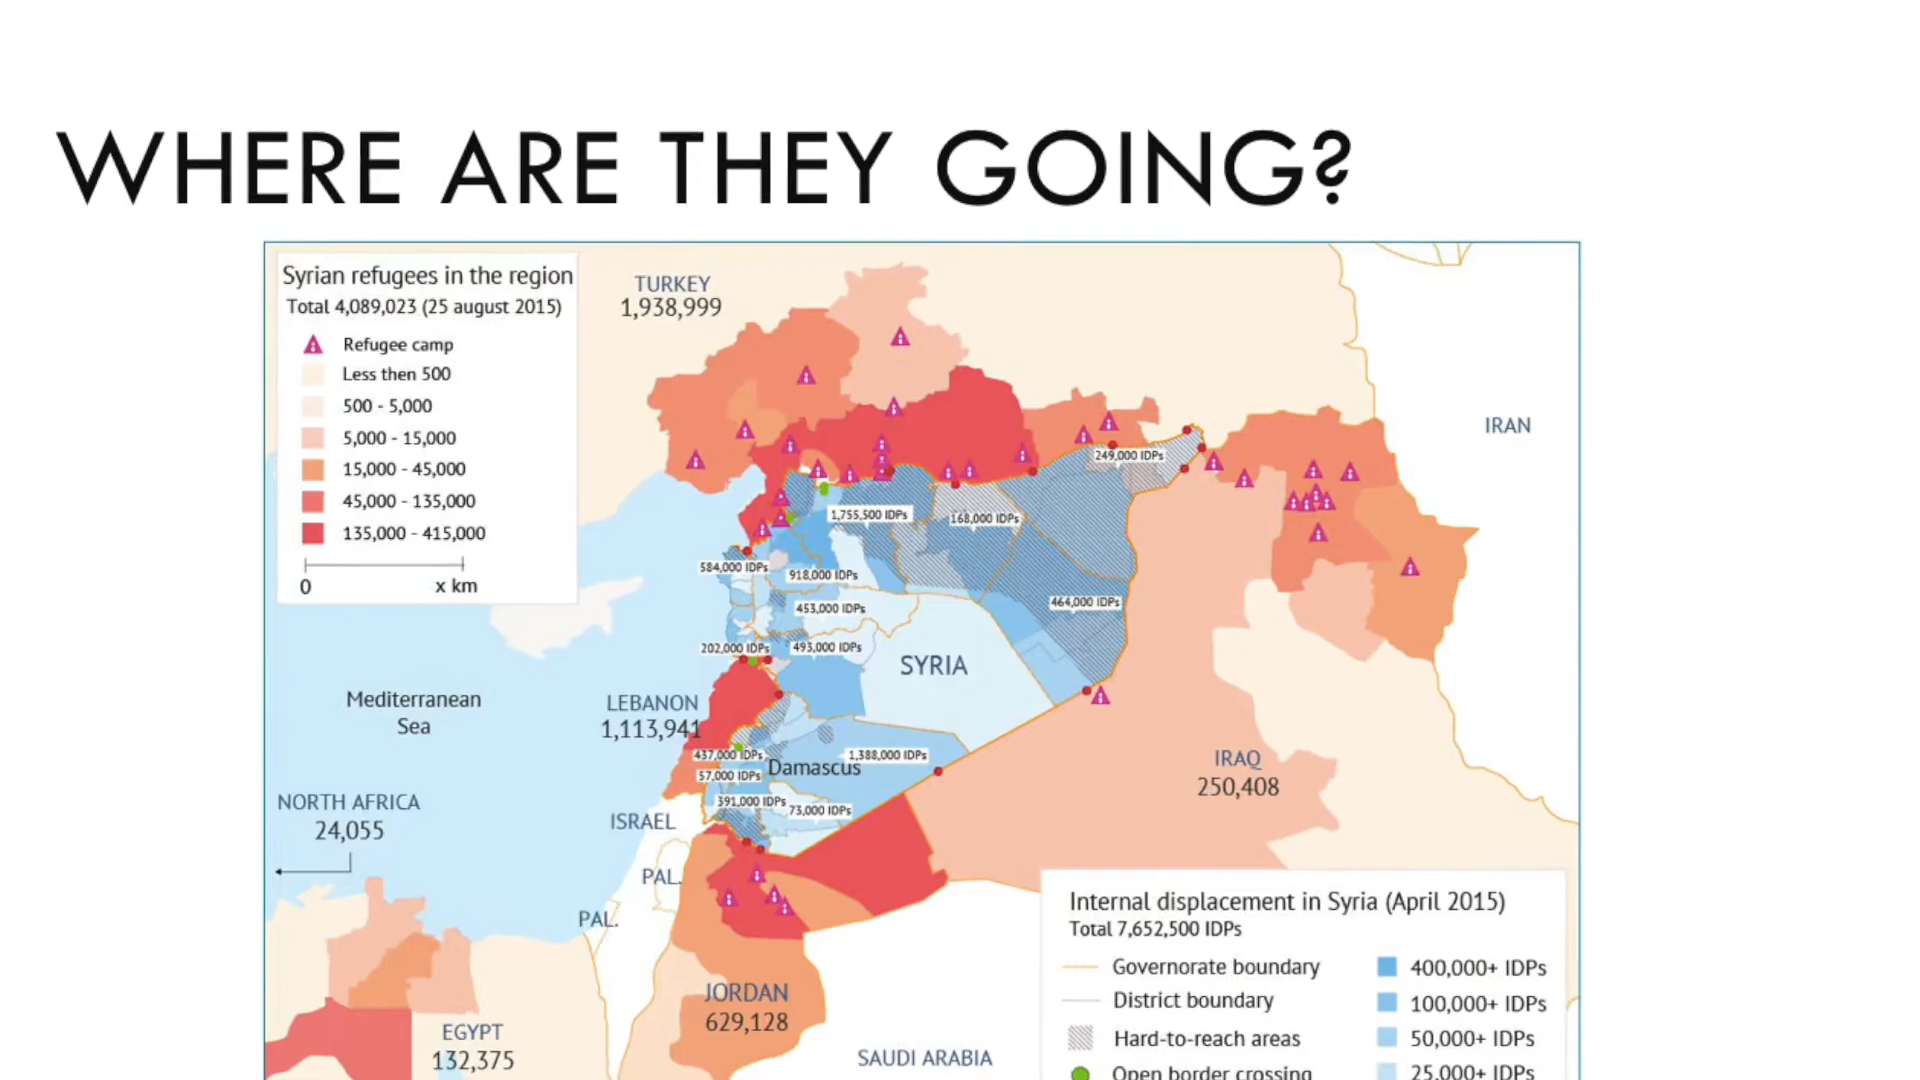 WHERE ARE THEY GOING?
Syrian refugees in the region
Total 4,089,023 (25 august 2015)
Refugee camp
Less then 500
500 - 5,000
5,000 - 15,000
15,000 - 45,000
45,000 - 135,000
135,000 - 415,000
0 x km
TURKEY
1,938,999
IRAN
249,000 IDPs
1,755,500 IDPs
168,000 IDPs
584,000 IDPs
918,000 IDPs
464,000 IDPs
453,000 IDPs
202,000 IDPs
493,000 IDPs
SYRIA
Mediterranean
Sea
LEBANON
1,113,941
437,000 IDPs
1,388,000 IDPs
Damascus
57,000 IDPs
391,000 IDPs
73,000 IDPs
IRAQ
250,408
NORTH AFRICA
24,055
ISRAEL
PAL.
PAL.
JORDAN
629,128
EGYPT
132,375
SAUDI ARABIA
Internal displacement in Syria (April 2015)
Total 7,652,500 IDPs
Governorate boundary
District boundary
Hard-to-reach areas
Open border crossing
400,000+ IDPs
100,000+ IDPs
50,000+ IDPs
25,000+ IDPs